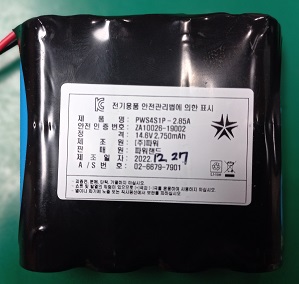 전기용품 안전관리법에 의한 표시
제 품 명 : PWS4S1P - 2.85A
안전 인증 번호 : ZA10026-19002
정 격 용 량 : 14.6V 2,750mAh
제 조 원 : (주)파워
판 매 원 : 파워랜드
제 조 일 자 : 2022.12.27
A / S 번 호 : 02-6679-7901